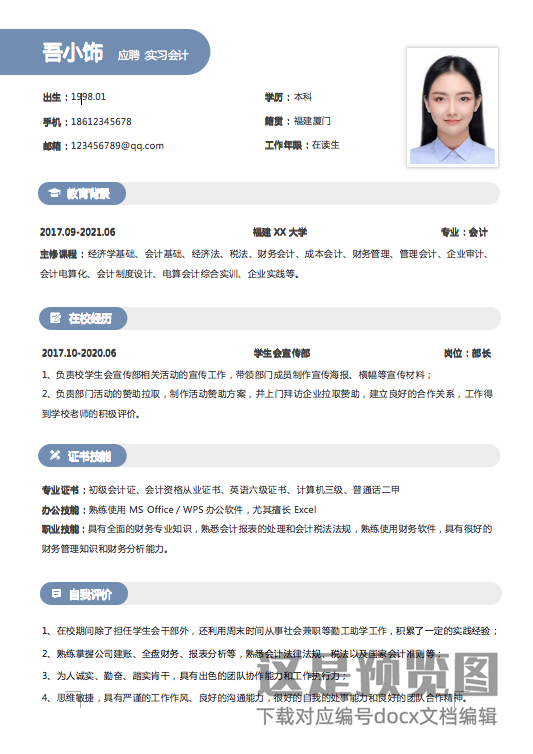 吾小饰 应聘 实习会计
出生：1998.01 学历：本科
手机：18612345678 籍贯：福建厦门
邮箱：123456789@qq.com 工作年限：在读生
教育背景
2017.09-2021.06 福建 XX 大学 专业：会计
主修课程：经济学基础、会计基础、经济法、税法、财务会计、成本会计、财务管理、管理会计、企业审计、
会计电算化、会计制度设计、电算会计综合实训、企业实践等。
在校经历
2017.10-2020.06 学生会宣传部 岗位：部长
1、负责校学生会宣传部相关活动的宣传工作，带领部门成员制作宣传海报、横幅等宣传材料；
2、负责部门活动的赞助拉取，制作活动赞助方案，并上门拜访企业拉取赞助，建立良好的合作关系，工作得
到学校老师的积极评价。
证书技能
专业证书：初级会计证、会计资格从业证书、英语六级证书、计算机三级、普通话二甲
办公技能：熟练使用 MS Office / WPS 办公软件，尤其擅长 Excel
职业技能：具有全面的财务专业知识，熟悉会计报表的处理和会计税法法规，熟练使用财务软件，具有很好的
财务管理知识和财务分析能力。
自我评价
1、在校期间除了担任学生会干部外，还利用周末时间从事社会兼职等勤工助学工作，积累了一定的实践经验；
2、熟练掌握公司建账、全盘财务、报表分析等，熟悉会计法律法规、税法以及国家会计准则等；
3、为人诚实、勤奋、踏实肯干，具有出色的团队协作能力和工作执行力；
4、思维敏捷，具有严谨的工作作风、良好的沟通能力，很好的自我的处事能力和良好的团队合作精神。
这是预览图
下载对应编号docx文档编辑